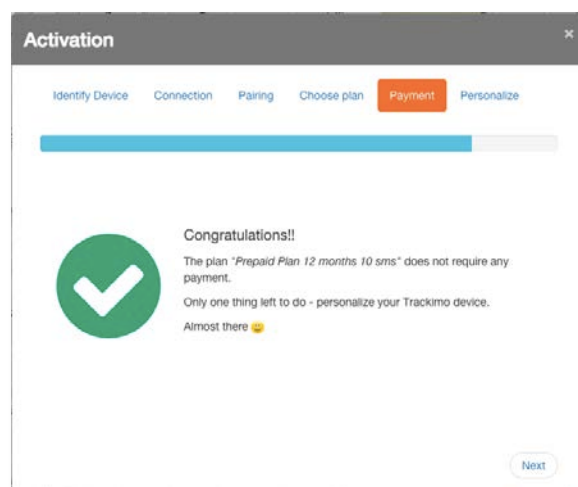 Activation
×
Identify Device Connection Pairing Choose plan Payment Personalize
Congratulations!!
The plan "Prepaid Plan 12 months 10 sms" does not require any
payment.
Only one thing left to do - personalize your Trackimo device.
Almost there 😀
Next